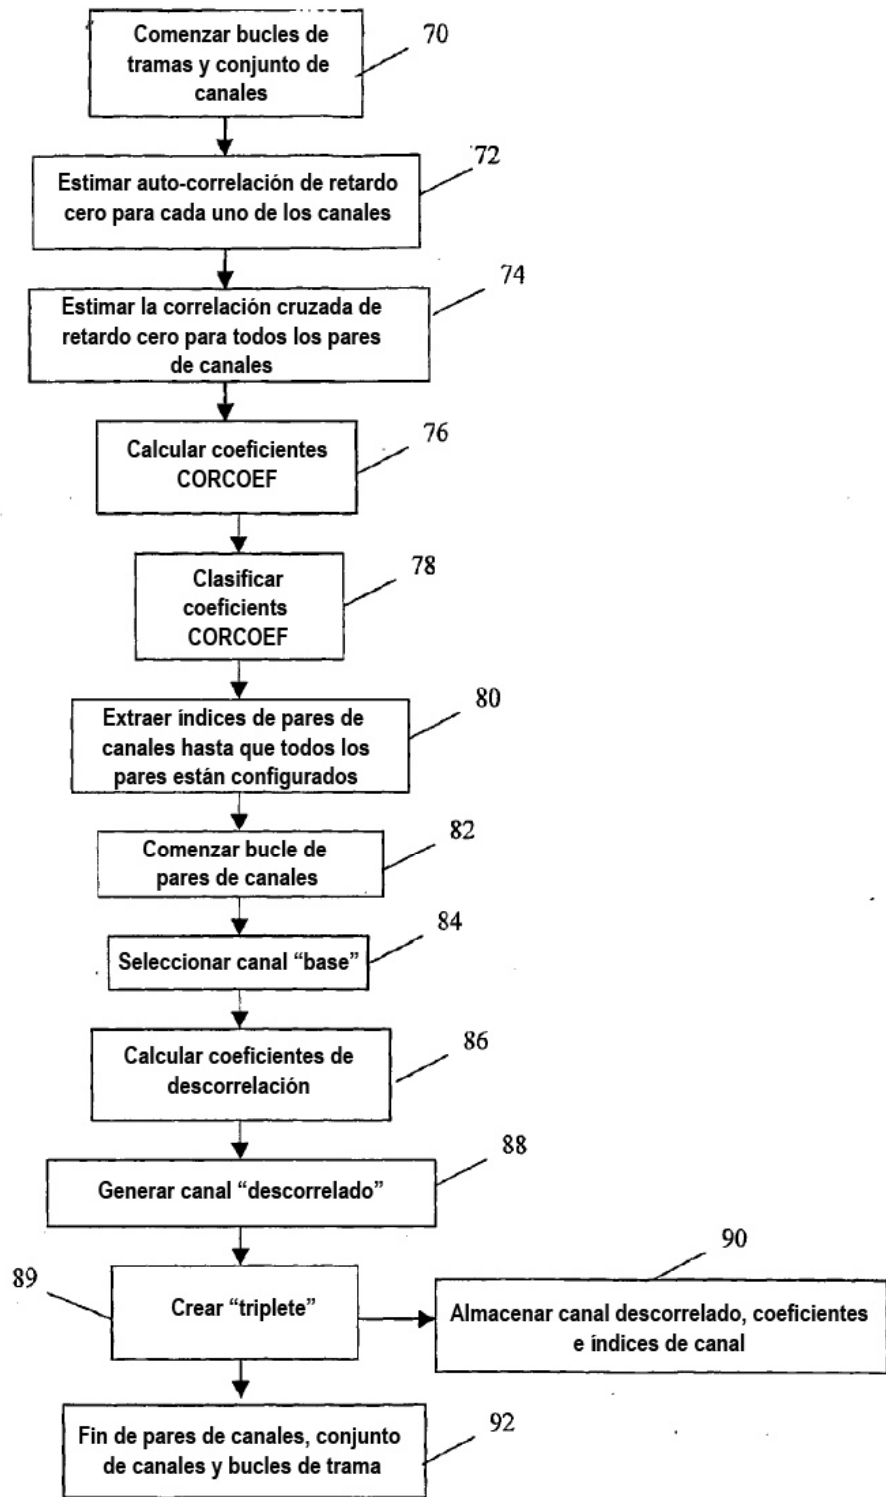 Comenzar bucles de
tramas y conjunto de
canales
70
Estimar auto-correlación de retardo
cero para cada uno de los canales
72
Estimar la correlación cruzada de
retardo cero para todos los pares
de canales
74
Calcular coeficientes
CORCOEF
76
Clasificar
coeficients
CORCOEF
78
Extraer índices de pares de
canales hasta que todos los
pares están configurados
80
Comenzar bucle de
pares de canales
82
Seleccionar canal “base”
84
Calcular coeficientes de
descorrelación
86
Generar canal “descorrelado”
88
89
Crear “triplete”
90
Almacenar canal descorrelado, coeficientes
e índices de canal
Fin de pares de canales, conjunto
de canales y bucles de trama
92